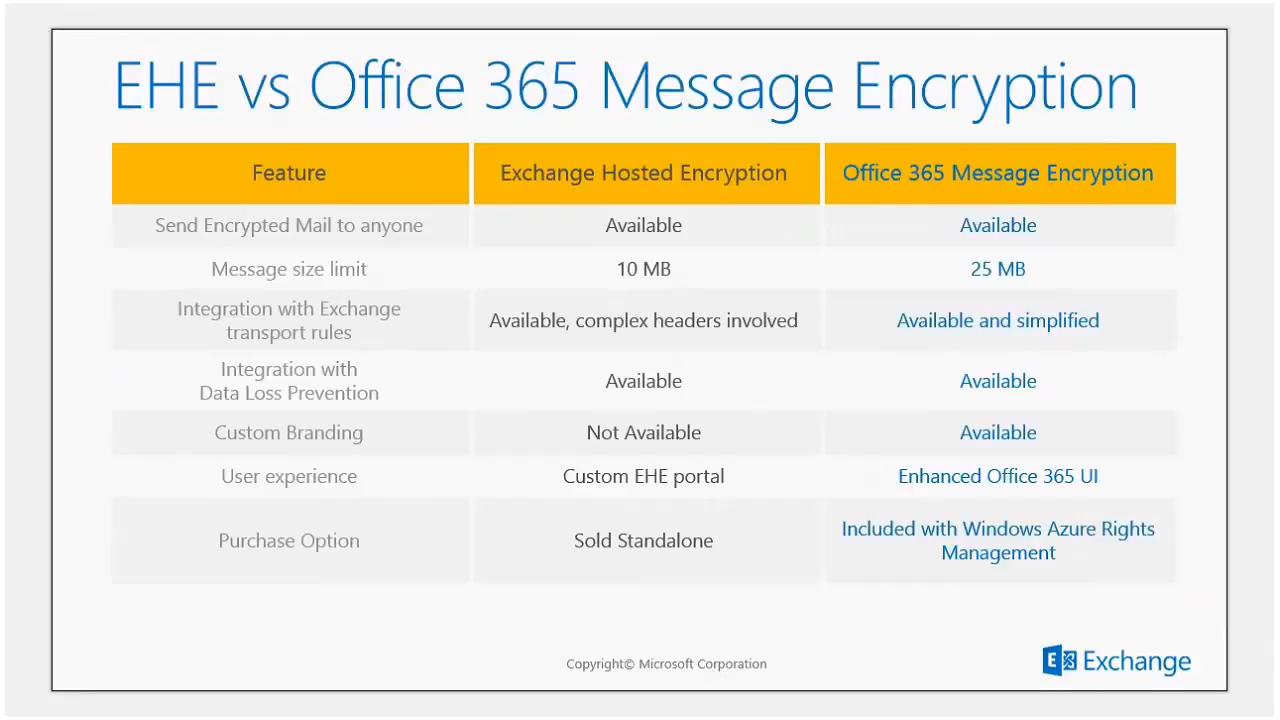 EHE vs Office 365 Message Encryption
Feature
Exchange Hosted Encryption
Office 365 Message Encryption
Send Encrypted Mail to anyone
Available
Available
Message size limit
10 MB
25 MB
Integration with Exchange
transport rules
Available, complex headers involved
Available and simplified
Integration with
Data Loss Prevention
Available
Available
Custom Branding
Not Available
Available
User experience
Custom EHE portal
Enhanced Office 365 UI
Purchase Option
Sold Standalone
Included with Windows Azure Rights
Management
Copyright© Microsoft Corporation
Exchange